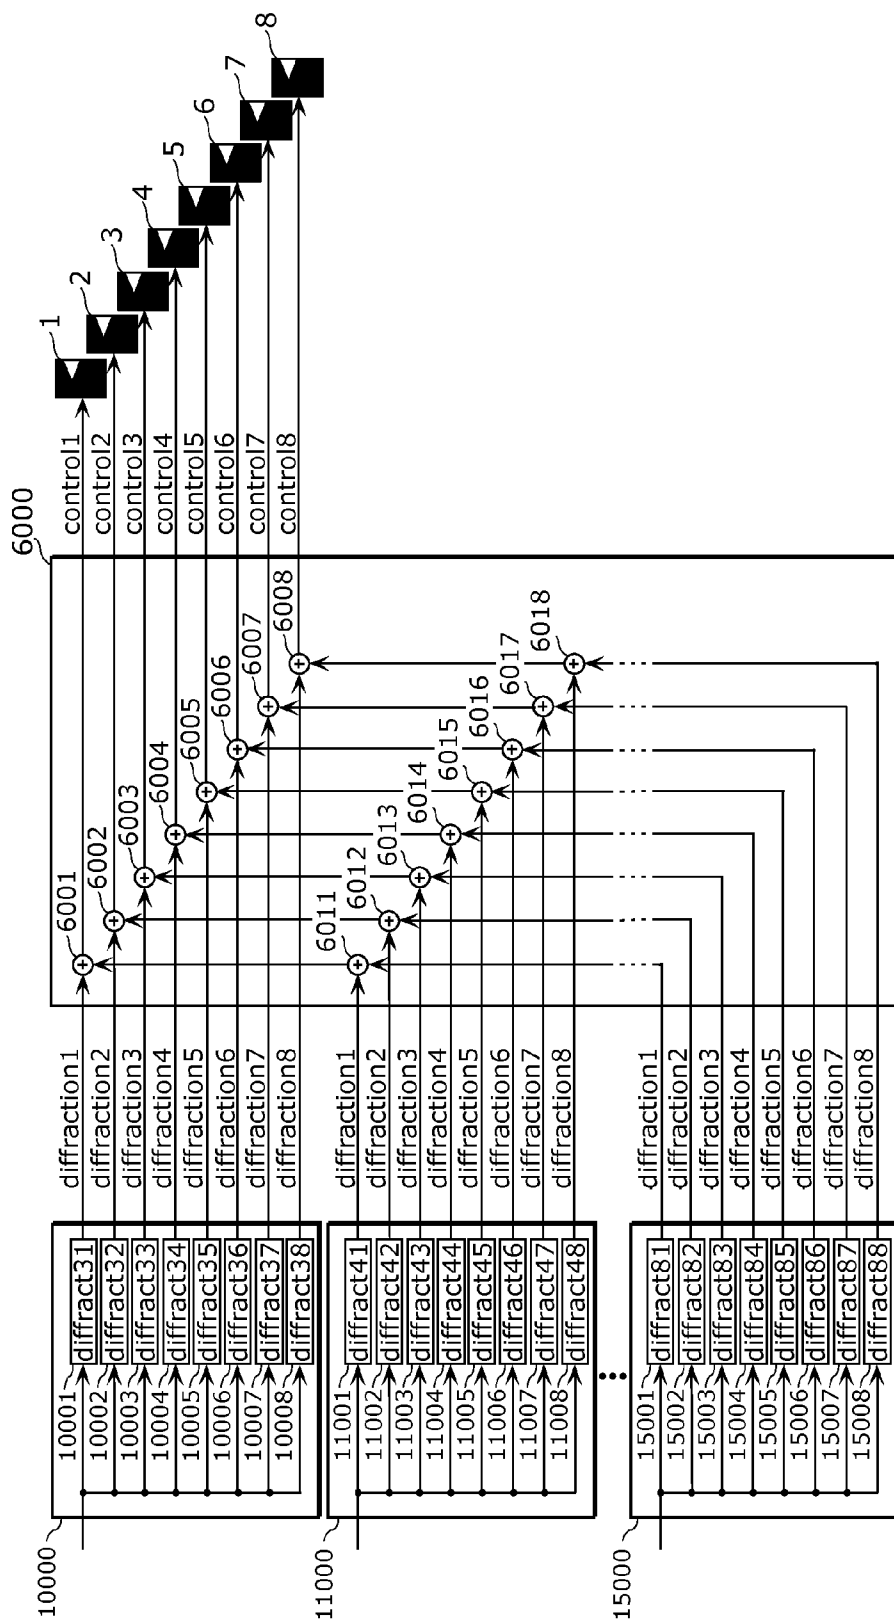 10000
10001 diffract31 diffraction1 6001 control1 1
10002 diffract32 diffraction2 6002 control2 2
10003 diffract33 diffraction3 6003 control3 3
10004 diffract34 diffraction4 6004 control4 4
10005 diffract35 diffraction5 6005 control5 5
10006 diffract36 diffraction6 6006 control6 6
10007 diffract37 diffraction7 6007 control7 7
10008 diffract38 diffraction8 6008 control8 8
6000
11000
11001 diffract41 diffraction1 6011
11002 diffract42 diffraction2 6012
11003 diffract43 diffraction3 6013
11004 diffract44 diffraction4 6014
11005 diffract45 diffraction5 6015
11006 diffract46 diffraction6 6016
11007 diffract47 diffraction7 6017
11008 diffract48 diffraction8 6018
15000
15001 diffract81 diffraction1
15002 diffract82 diffraction2
15003 diffract83 diffraction3
15004 diffract84 diffraction4
15005 diffract85 diffraction5
15006 diffract86 diffraction6
15007 diffract87 diffraction7
15008 diffract88 diffraction8